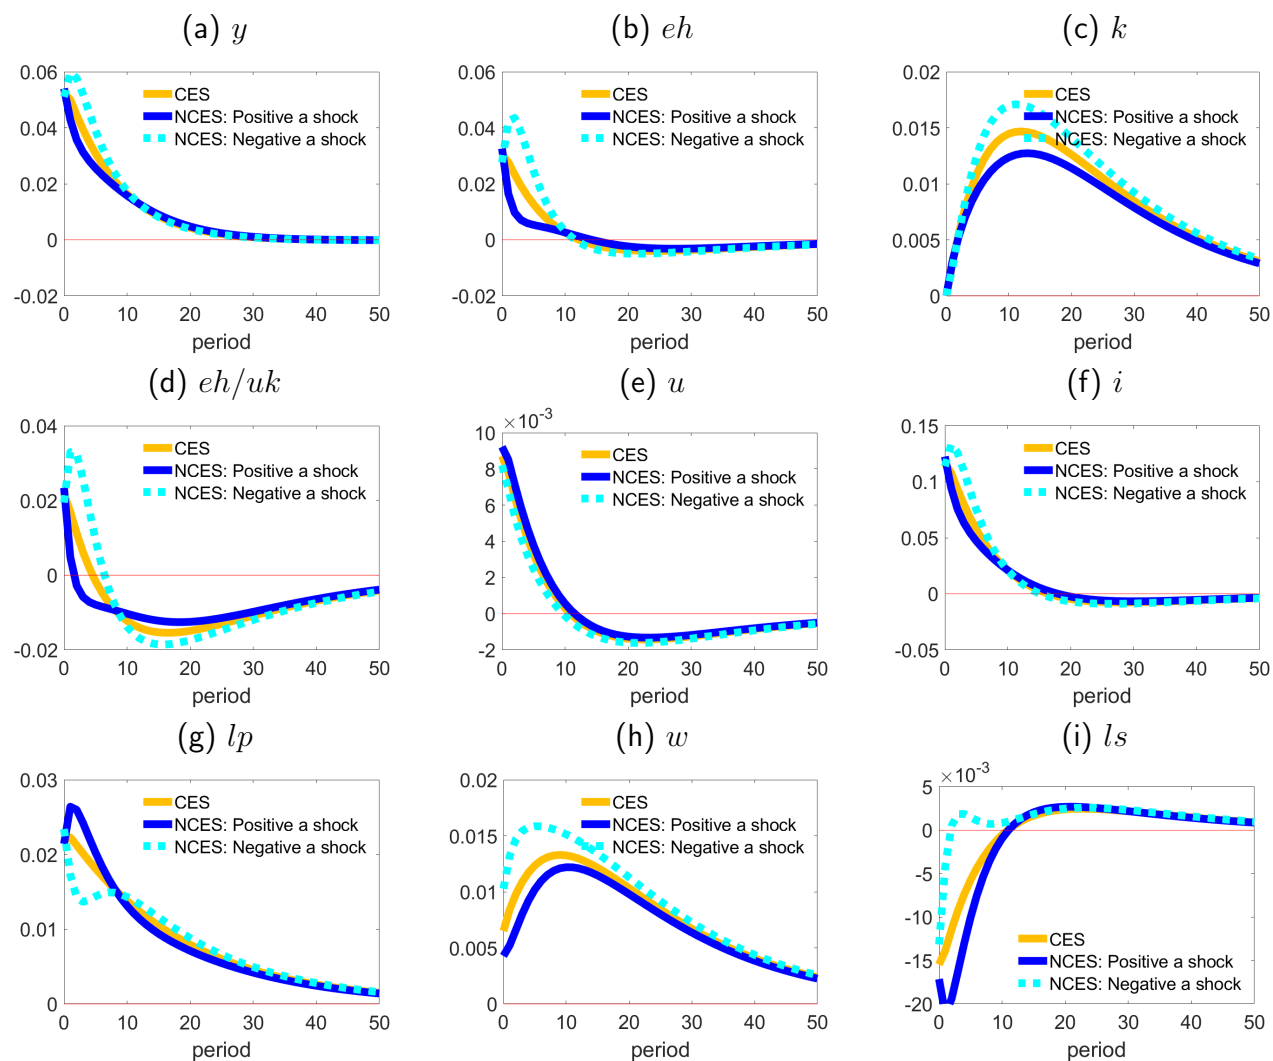 (a) y
0.06
0.04
0.02
0
-0.02
CES
NCES: Positive a shock
NCES: Negative a shock
0 10 20 30 40 50
period
(b) eh
0.06
0.04
0.02
0
-0.02
CES
NCES: Positive a shock
NCES: Negative a shock
0 10 20 30 40 50
period
(c) k
0.02
0.015
0.01
0.005
0
CES
NCES: Positive a shock
NCES: Negative a shock
0 10 20 30 40 50
period
(d) eh/uk
0.04
0.02
0
-0.02
CES
NCES: Positive a shock
NCES: Negative a shock
0 10 20 30 40 50
period
(e) u
×10⁻³
10
8
6
4
2
0
-2
CES
NCES: Positive a shock
NCES: Negative a shock
0 10 20 30 40 50
period
(f) i
0.15
0.1
0.05
0
-0.05
CES
NCES: Positive a shock
NCES: Negative a shock
0 10 20 30 40 50
period
(g) lp
0.03
0.02
0.01
0
CES
NCES: Positive a shock
NCES: Negative a shock
0 10 20 30 40 50
period
(h) w
0.02
0.015
0.01
0.005
0
CES
NCES: Positive a shock
NCES: Negative a shock
0 10 20 30 40 50
period
(i) ls
×10⁻³
5
0
-5
-10
-15
-20
CES
NCES: Positive a shock
NCES: Negative a shock
0 10 20 30 40 50
period